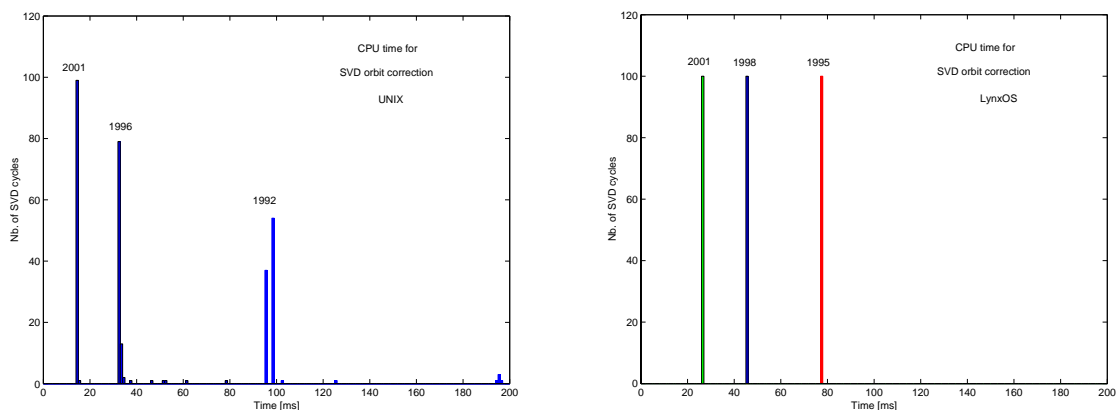 120
100
80
60
40
20
0
Nb. of SVD cycles
2001
1996
1992
CPU time for
SVD orbit correction
UNIX
0 20 40 60 80 100 120 140 160 180 200
Time [ms]
120
100
80
60
40
20
0
Nb. of SVD cycles
2001 1998 1995
CPU time for
SVD orbit correction
LynxOS
0 20 40 60 80 100 120 140 160 180 200
Time [ms]